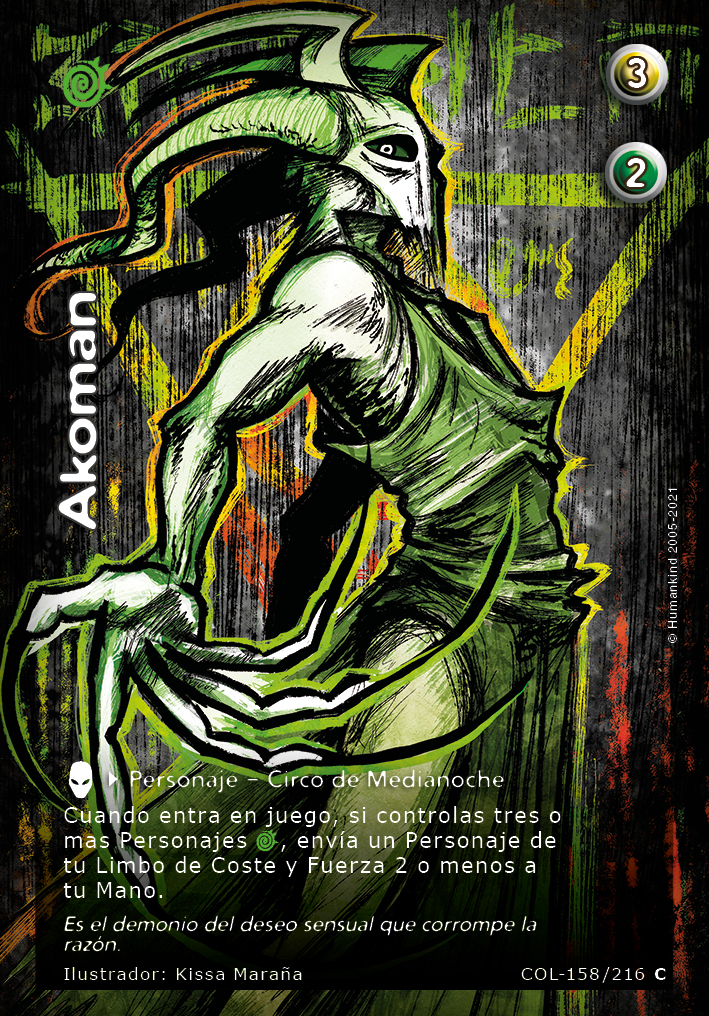 3
2
Akoman
© Humankind 2005-2021
Personaje – Circo de Medianoche
Cuando entra en juego, si controlas tres o
mas Personajes , envía un Personaje de
tu Limbo de Coste y Fuerza 2 o menos a
tu Mano.
Es el demonio del deseo sensual que corrompe la
razón.
Ilustrador: Kissa Maraña
COL-158/216 C